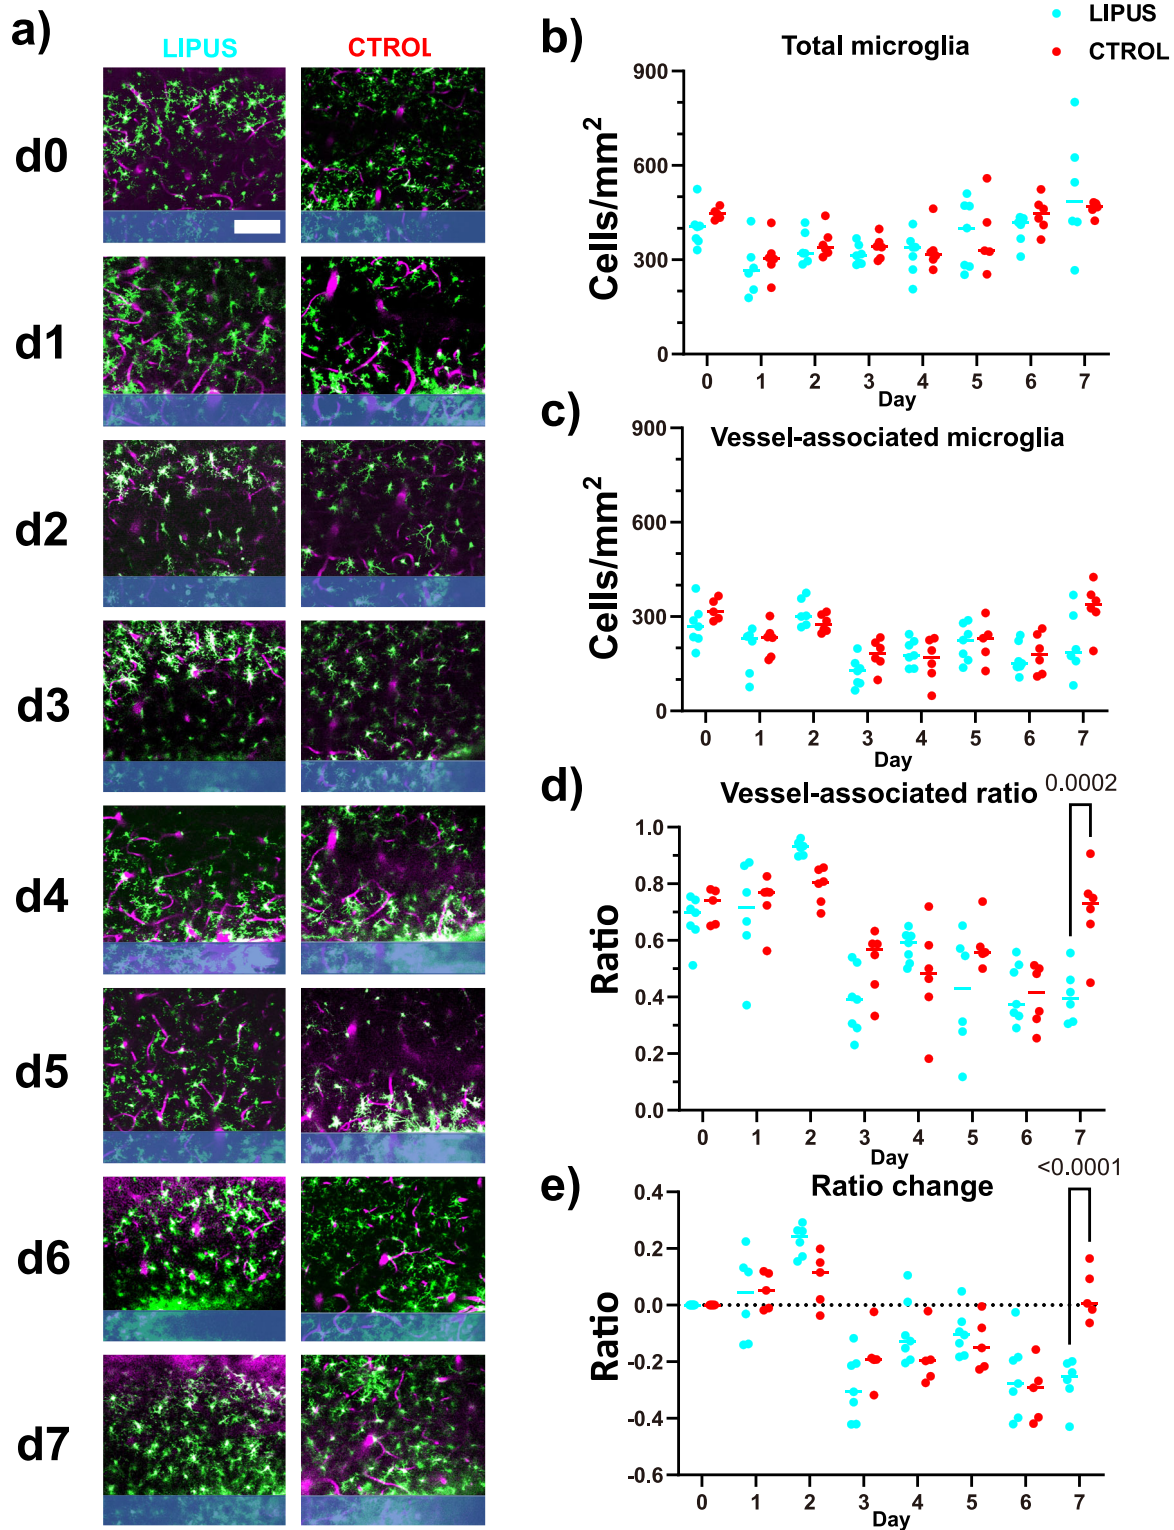 a)
LIPUS
CTROL
d0
d1
d2
d3
d4
d5
d6
d7
LIPUS
CTROL
b)
Total microglia
Cells/mm²
900
600
300
0
0 1 2 3 4 5 6 7
Day
c)
Vessel-associated microglia
Cells/mm²
900
600
300
0
0 1 2 3 4 5 6 7
Day
d)
Vessel-associated ratio
0.0002
Ratio
1.0
0.8
0.6
0.4
0.2
0.0
0 1 2 3 4 5 6 7
Day
e)
Ratio change
<0.0001
Ratio
0.4
0.2
0.0
-0.2
-0.4
-0.6
0 1 2 3 4 5 6 7
Day